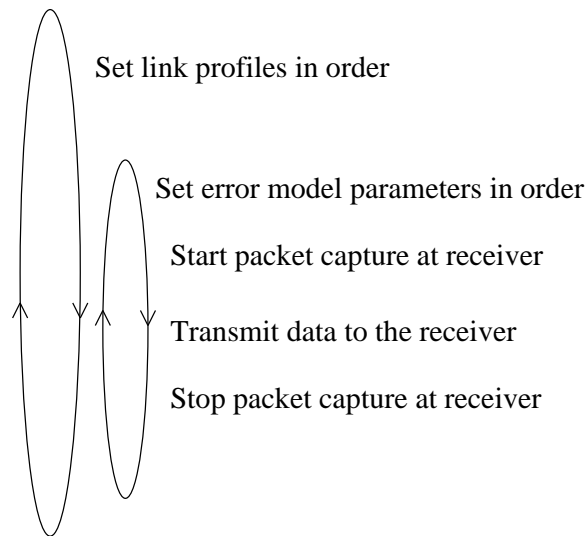 Set link profiles in order
Set error model parameters in order
Start packet capture at receiver
Transmit data to the receiver
Stop packet capture at receiver